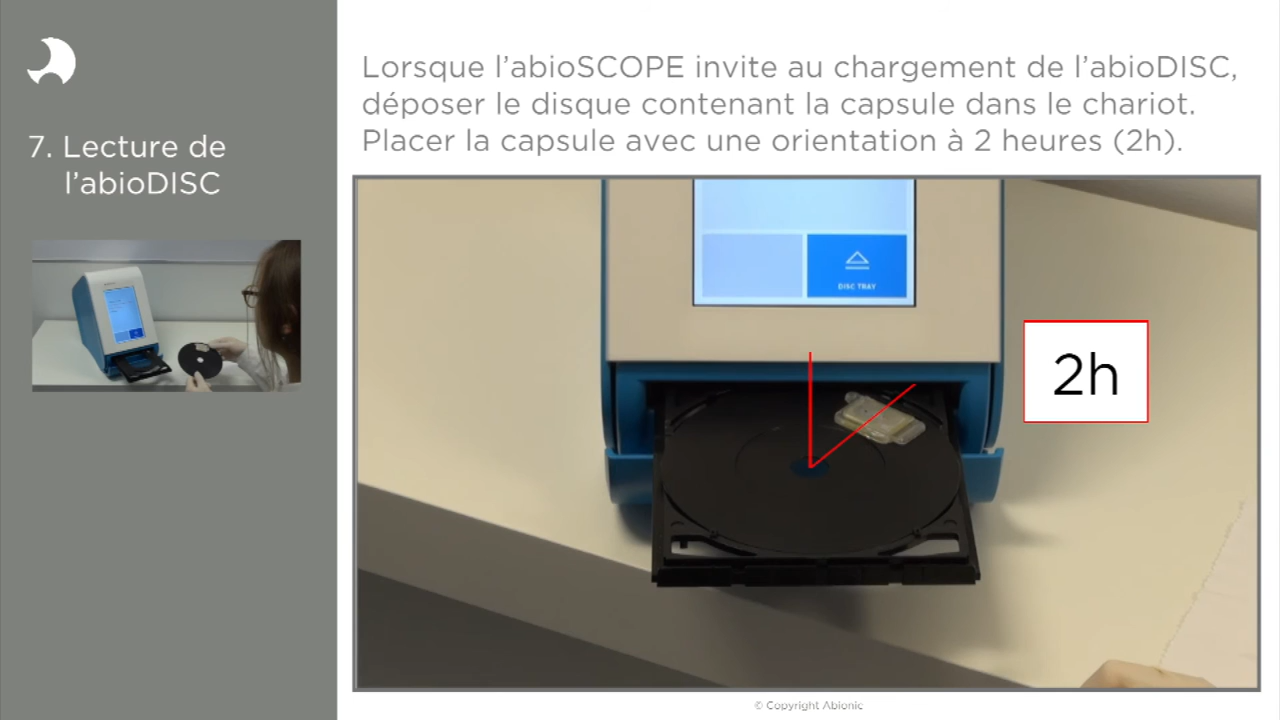 7. Lecture de
l'abioDISC
Lorsque l'abioSCOPE invite au chargement de l'abioDISC,
déposer le disque contenant la capsule dans le chariot.
Placer la capsule avec une orientation à 2 heures (2h).
DISC TRAY
2h
© Copyright Abionic